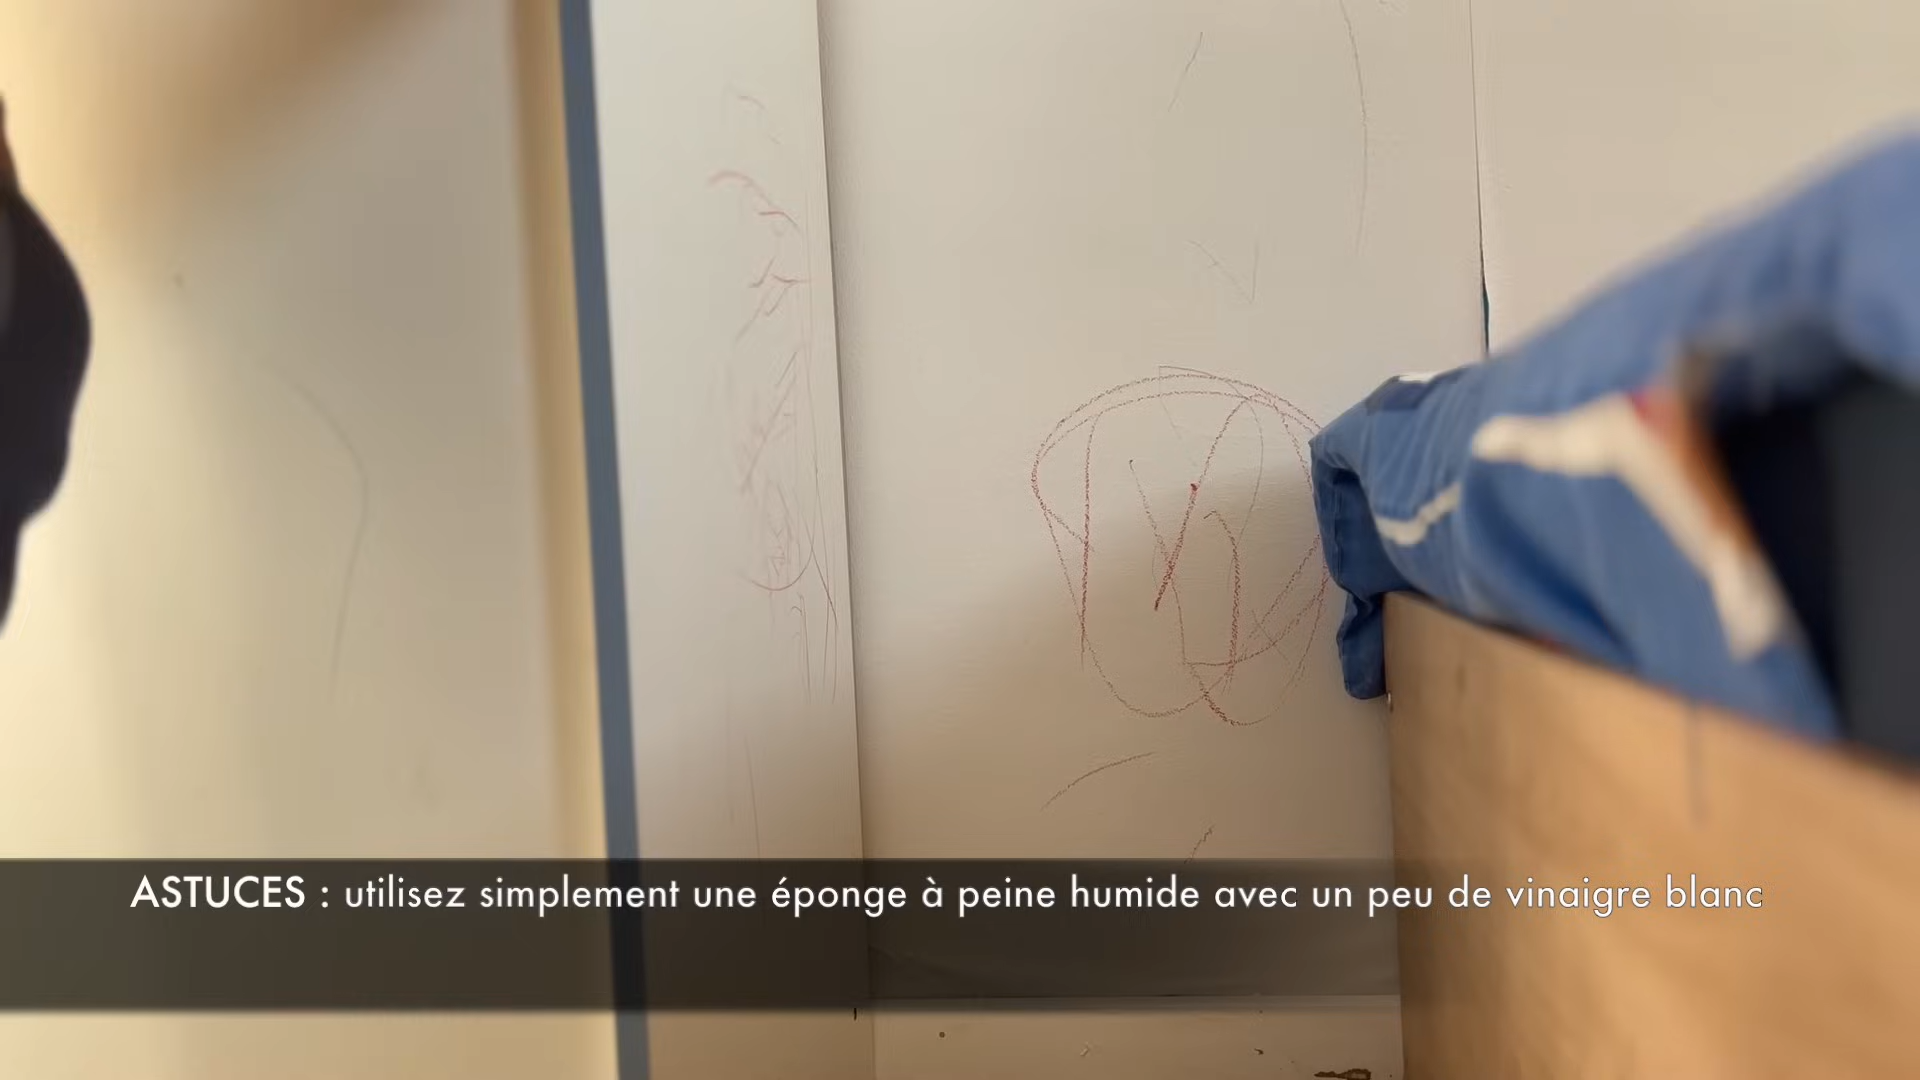 ASTUCES : utilisez simplement une éponge à peine humide avec un peu de vinaigre blanc